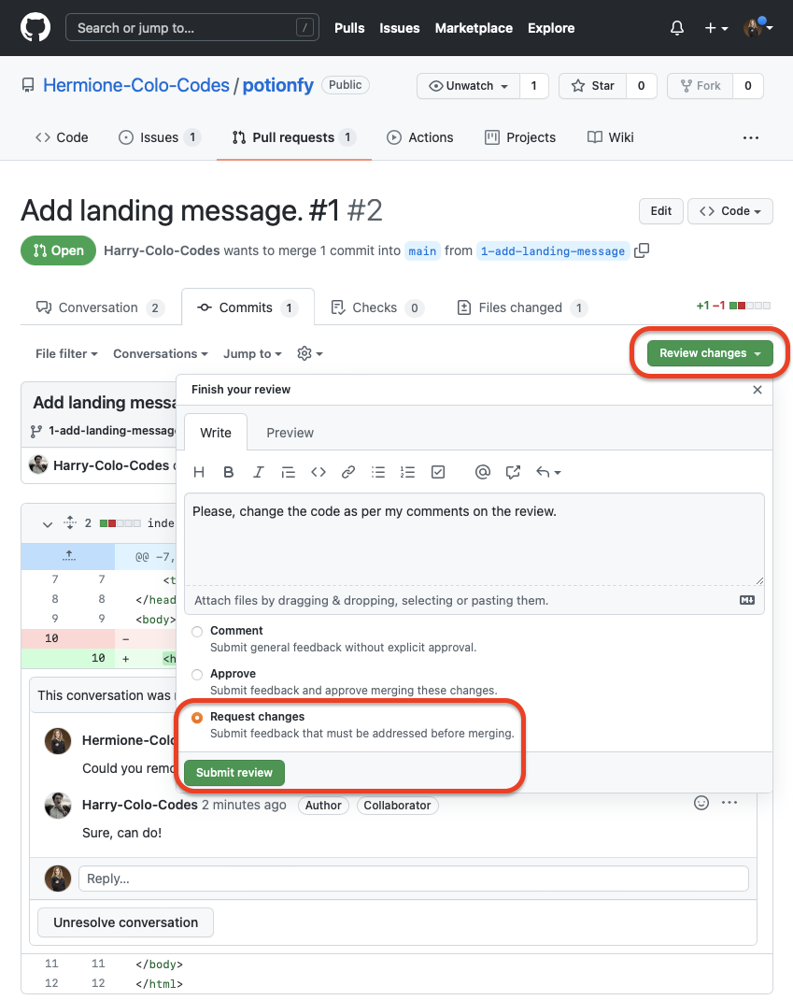 Search or jump to... /
Pulls Issues Marketplace Explore
Hermione-Colo-Codes / potionfy Public
Unwatch 1 Star 0 Fork 0
Code Issues 1 Pull requests 1 Actions Projects Wiki ...
Add landing message. #1 #2
Edit <> Code
Open Harry-Colo-Codes wants to merge 1 commit into main from 1-add-landing-message
Conversation 2 Commits 1 Checks 0 Files changed 1 +1 −1
File filter Conversations Jump to Review changes
Add landing messa
1-add-landing-message
Harry-Colo-Codes
Finish your review
Write Preview
H B I
Please, change the code as per my comments on the review.
Attach files by dragging & dropping, selecting or pasting them.
Comment
Submit general feedback without explicit approval.
Approve
Submit feedback and approve merging these changes.
Request changes
Submit feedback that must be addressed before merging.
Submit review
2 inde
@@ -7,
7 7 <t
8 8 </head
9 9 <body>
10 -
10 + <h
This conversation was
Hermione-Colo
Could you remo
Harry-Colo-Codes 2 minutes ago Author Collaborator ...
Sure, can do!
Reply...
Unresolve conversation
11 11 </body>
12 12 </html>